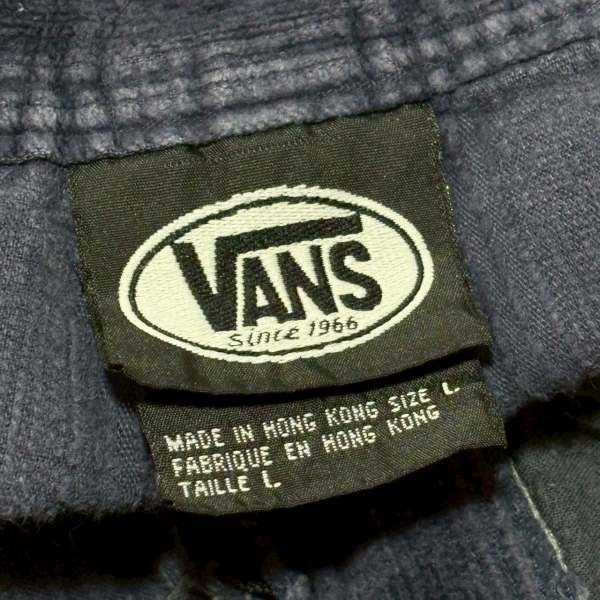 VANS
since 1966
MADE IN HONG KONG SIZE L.
FABRIQUE EN HONG KONG
TAILLE L.